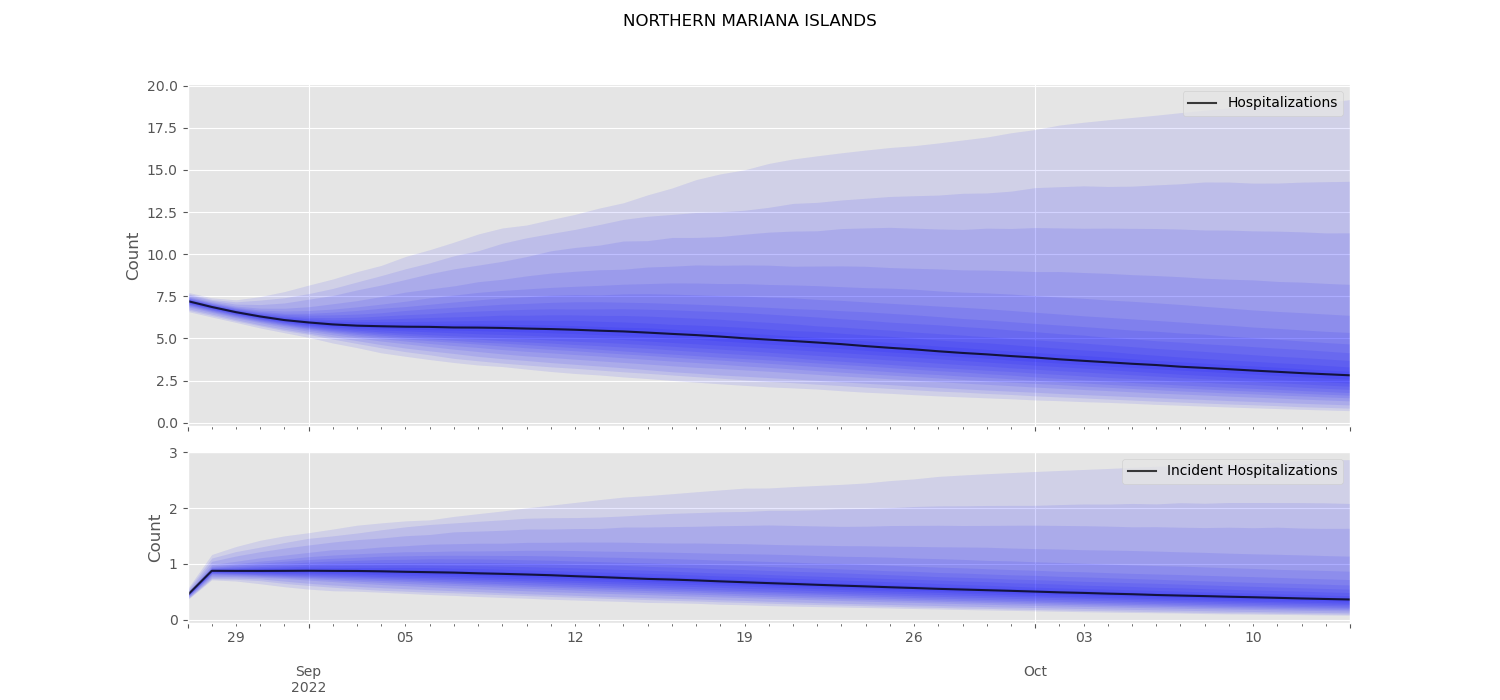 NORTHERN MARIANA ISLANDS
20.0
17.5
15.0
12.5
10.0
7.5
5.0
2.5
0.0
Count
Hospitalizations
3
2
1
0
Count
Incident Hospitalizations
29 05 12 19 26 03 10
Sep Oct
2022